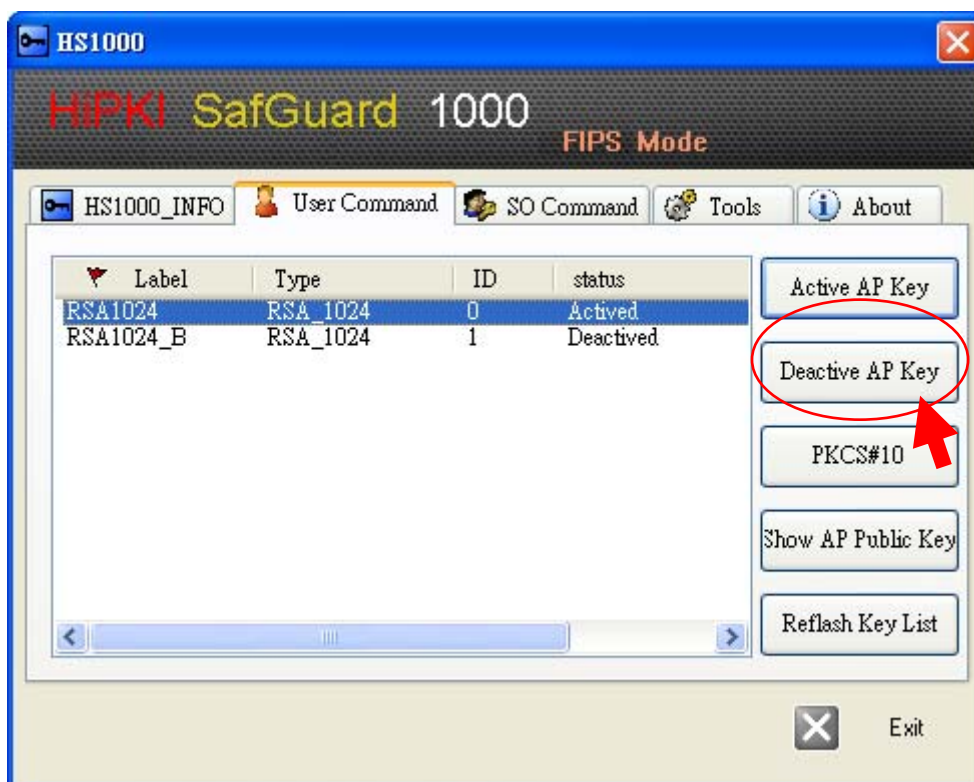 HS1000
HiPKI SafGuard 1000
FIPS Mode
HS1000_INFO User Command SO Command Tools About
Label Type ID status
RSA1024 RSA_1024 0 Actived
RSA1024_B RSA_1024 1 Deactived
Active AP Key
Deactive AP Key
PKCS#10
Show AP Public Key
Reflash Key List
Exit